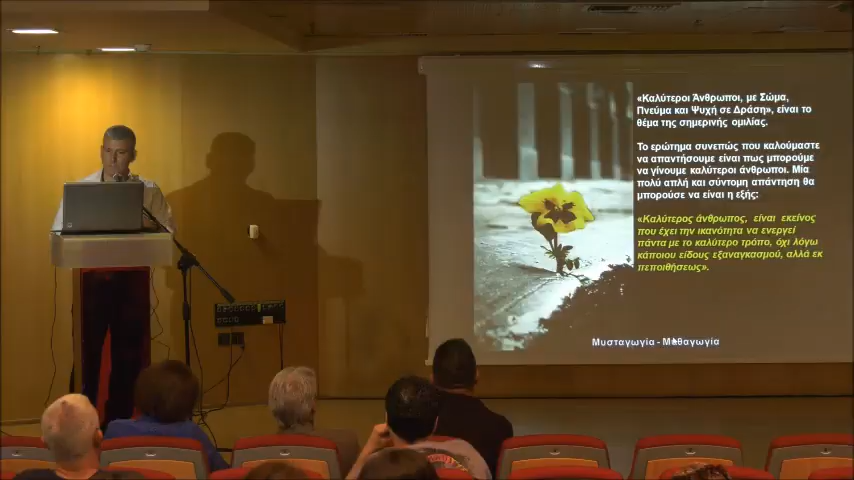 «Καλύτεροι Άνθρωποι, με Σώμα,
Πνεύμα και Ψυχή σε Δράση», είναι το
θέμα της σημερινής ομιλίας.
Το ερώτημα συνεπώς που καλούμαστε
να απαντήσουμε είναι πως μπορούμε
να γίνουμε καλύτεροι άνθρωποι. Μία
πολύ απλή και σύντομη απάντηση θα
μπορούσε να είναι η εξής:
«Καλύτερος άνθρωπος, είναι εκείνος
που έχει την ικανότητα να ενεργεί
πάντα με το καλύτερο τρόπο, όχι λόγω
κάποιου είδους εξαναγκασμού, αλλά εκ
πεποιθήσεως».
Μυσταγωγία - Μαθαγωγία